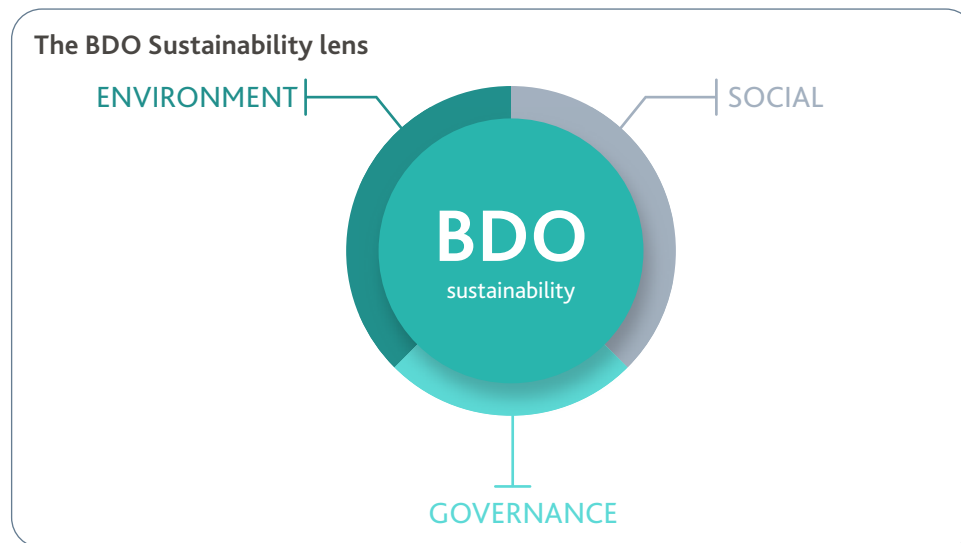 The BDO Sustainability lens
ENVIRONMENT
SOCIAL
BDO
sustainability
GOVERNANCE